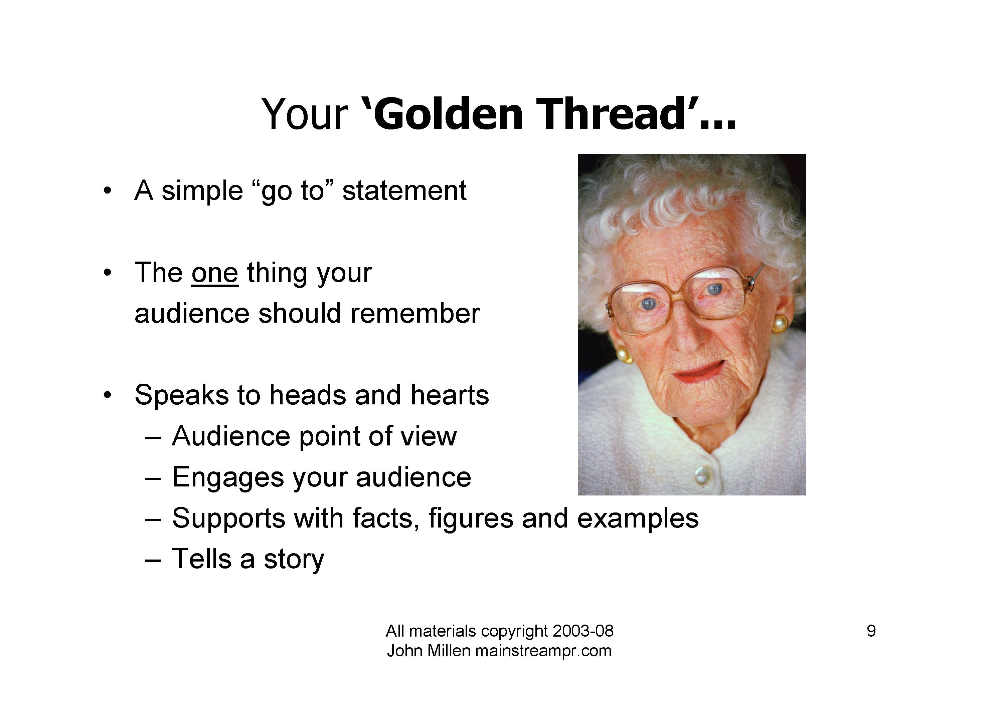 Your ‘Golden Thread’...
• A simple “go to” statement
• The one thing your
audience should remember
• Speaks to heads and hearts
– Audience point of view
– Engages your audience
– Supports with facts, figures and examples
– Tells a story
All materials copyright 2003-08
John Millen mainstreampr.com
9